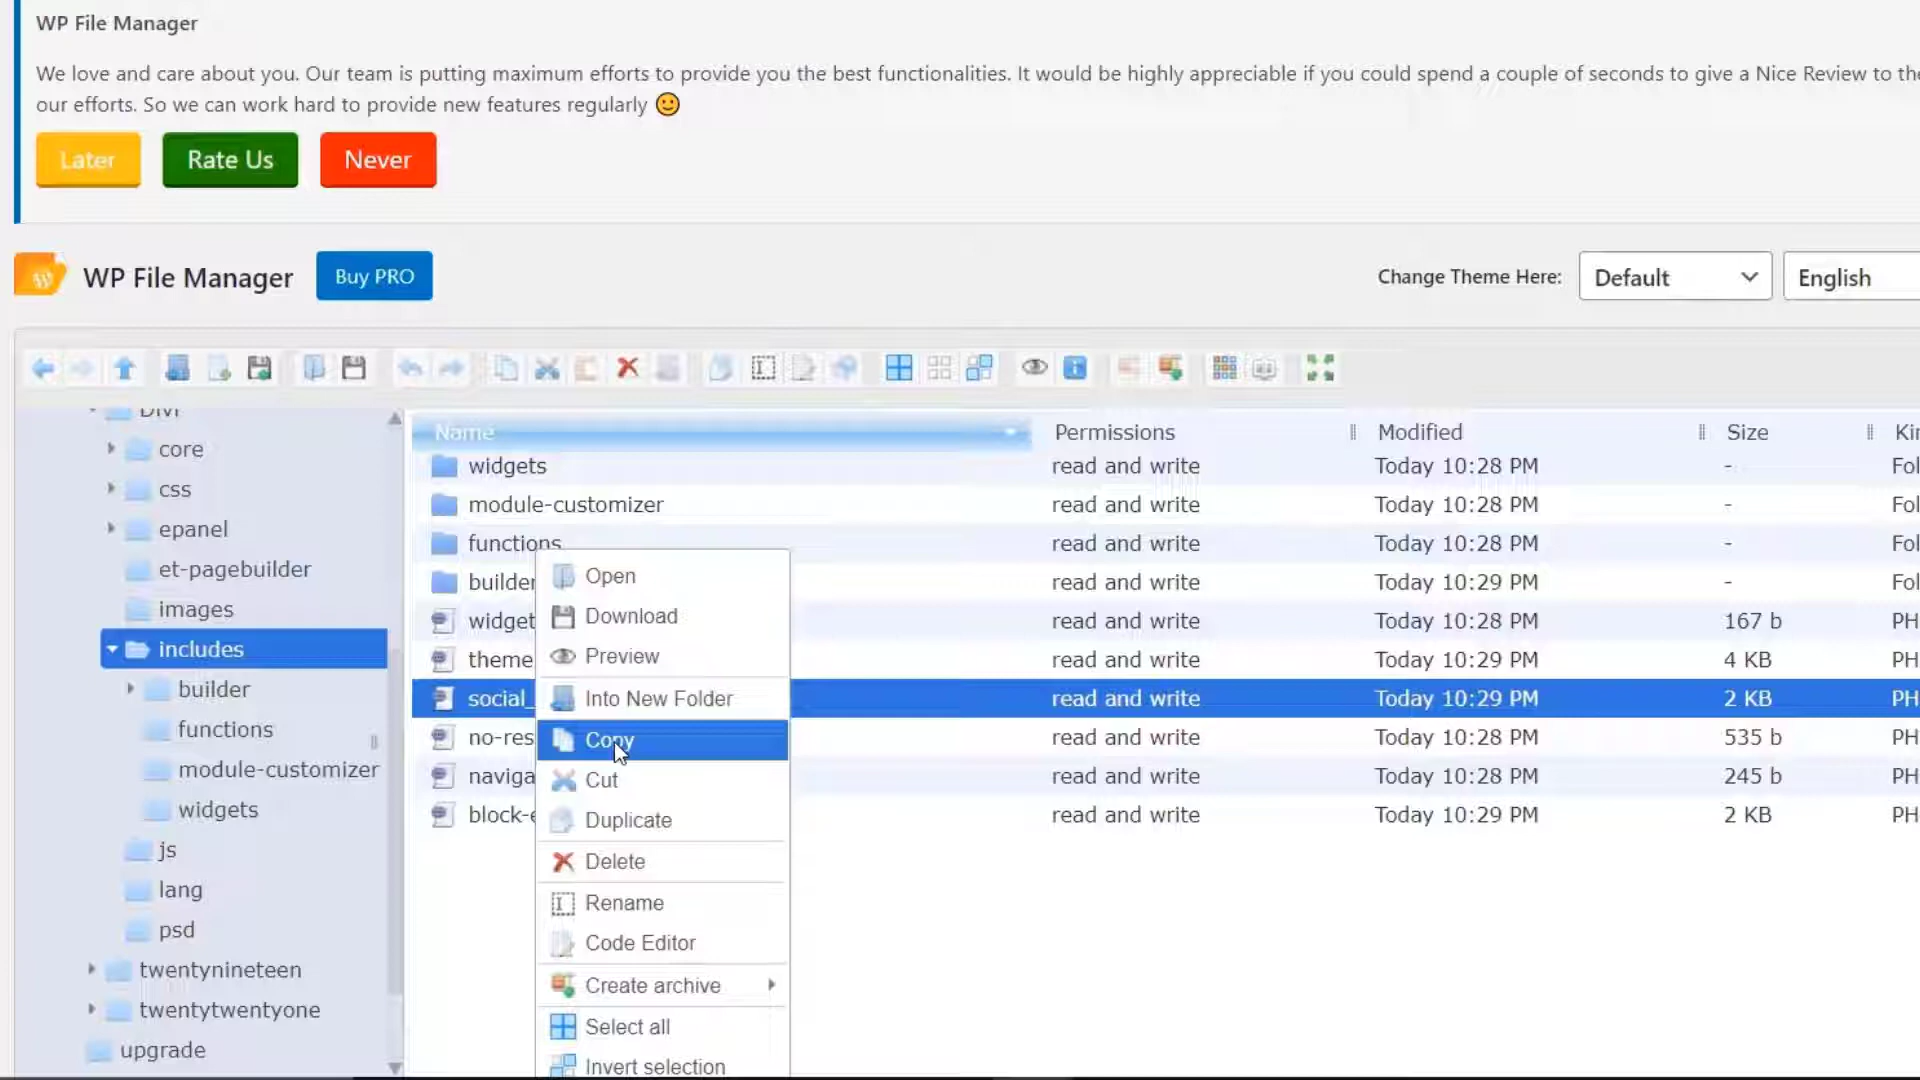 WP File Manager
We love and care about you. Our team is putting maximum efforts to provide you the best functionalities. It would be highly appreciable if you could spend a couple of seconds to give a Nice Review to the
our efforts. So we can work hard to provide new features regularly
Later Rate Us Never
WP File Manager Buy PRO Change Theme Here: Default English
Name Permissions Modified Size
Divi
core
css
epanel
et-pagebuilder
images
includes
builder
functions
module-customizer
widgets
js
lang
psd
twentynineteen
twentytwentyone
upgrade
widgets read and write Today 10:28 PM -
module-customizer read and write Today 10:28 PM -
functions read and write Today 10:28 PM -
builder read and write Today 10:29 PM -
widget read and write Today 10:28 PM 167 b PH
theme read and write Today 10:29 PM 4 KB PH
social_ read and write Today 10:29 PM 2 KB PH
no-res read and write Today 10:28 PM 535 b PH
naviga read and write Today 10:28 PM 245 b PH
block-e read and write Today 10:29 PM 2 KB PH
Open
Download
Preview
Into New Folder
Copy
Cut
Duplicate
Delete
Rename
Code Editor
Create archive
Select all
Invert selection